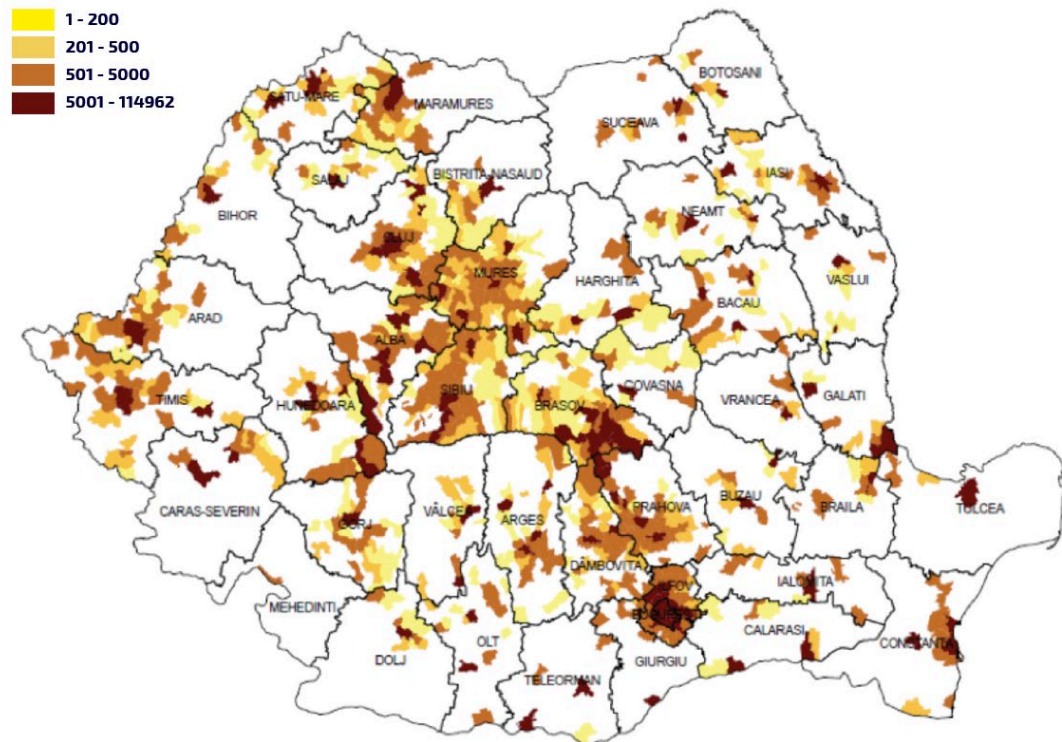 1 - 200
201 - 500
501 - 5000
5001 - 114962
BOTOSANI
SATU-MARE
MARAMURES
SUCEAVA
IASI
BISTRITA-NASAUD
SALAJ
NEAMT
BIHOR
CLUJ
MURES
HARGHITA
VASLUI
BACAU
ARAD
ALBA
SIBIU
COVASNA
TIMIS
HUNEDOARA
BRASOV
VRANCEA
GALATI
CARAS-SEVERIN
GORJ
VÂLCEA
ARGES
PRAHOVA
BUZAU
BRAILA
TULCEA
DÂMBOVITA
IALOMITA
MEHEDINTI
CALARASI
CONSTANTA
OLT
DOLJ
GIURGIU
TELEORMAN